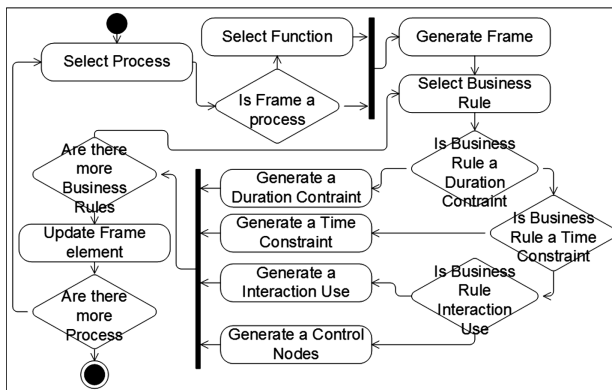 Select Process
Select Function
Is Frame a
process
Generate Frame
Select Business
Rule
Is Business
Rule a
Duration
Contraint
Is Business
Rule a Time
Constraint
Is Business
Rule
Interaction
Use
Generate a
Duration Contraint
Generate a Time
Constraint
Generate a
Interaction Use
Generate a Control
Nodes
Are there
more
Business
Rules
Update Frame
element
Are there
more
Process